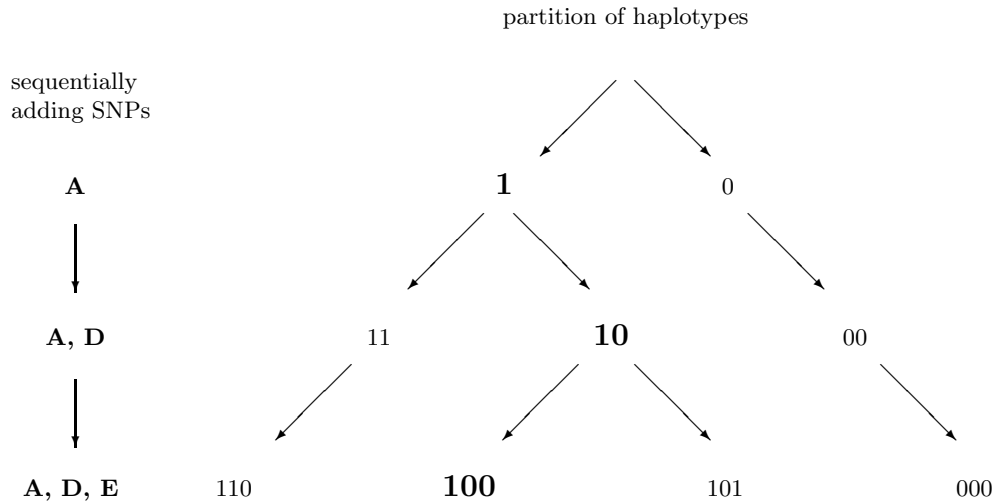 partition of haplotypes
sequentially
adding SNPs
A 1 0
A, D 11 10 00
A, D, E 110 100 101 000